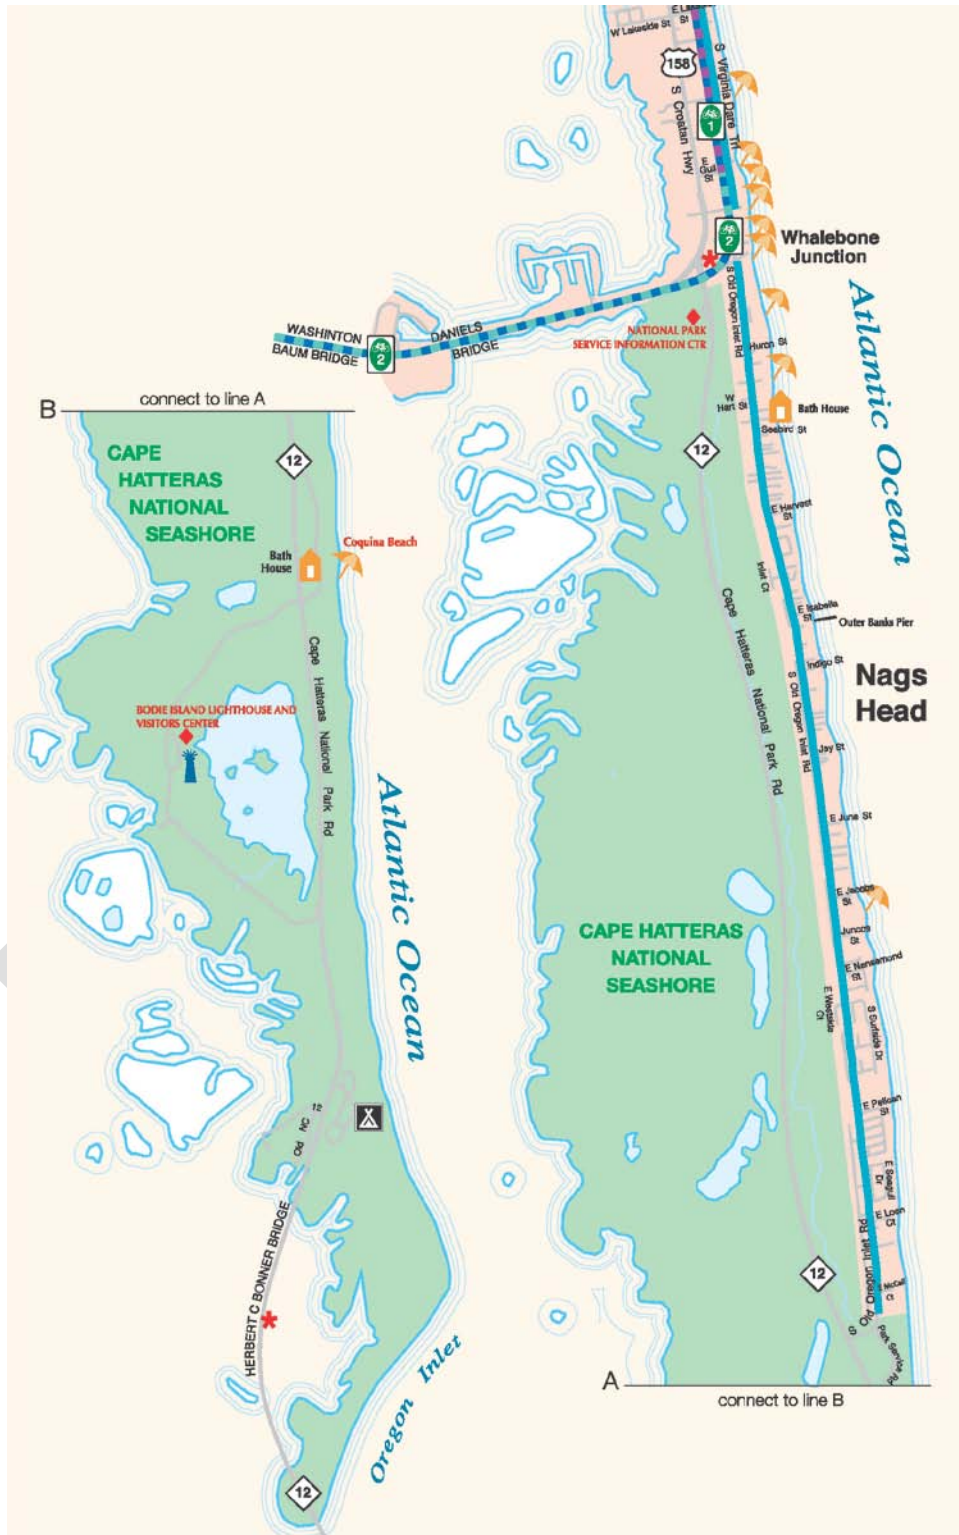 E Lakeside
St
W Lakeside St
158
S Virginia Dare Trl
S Croatan Hwy
1
E Gulf
St
2
Whalebone
Junction
WASHINTON
BAUM BRIDGE
2
DANIELS
BRIDGE
NATIONAL PARK
SERVICE INFORMATION CTR
S Old Oregon Inlet Rd
Huron St
W
Hart St
Bath House
Seabird St
Atlantic Ocean
12
E Harvest
St
Inlet Ct
E Isabella
St
Outer Banks Pier
Cape Hatteras National Park Rd
Indigo St
Nags
Head
S Old Oregon Inlet Rd
Jay St
E June St
E Jacobs
St
Juncos
St
CAPE HATTERAS
NATIONAL
SEASHORE
E Nansemond
St
E Westside
Ct
S Surfside Dr
E Pelican
St
E Seagull
Dr
E Loon
Ct
12
S Old Oregon Inlet Rd
McCall
Ct
Park Service
Rd
A
connect to line B
B
connect to line A
CAPE
HATTERAS
NATIONAL
SEASHORE
12
Coquina Beach
Bath
House
Cape Hatteras National Park Rd
BODIE ISLAND LIGHTHOUSE AND
VISITORS CENTER
Atlantic Ocean
Old NC 12
HERBERT C BONNER BRIDGE
Oregon Inlet
12